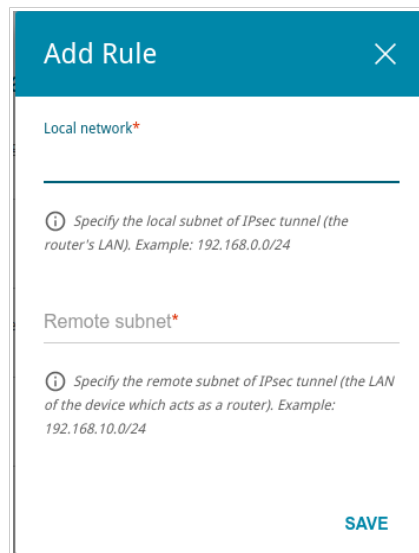 Add Rule
Local network*
Specify the local subnet of IPsec tunnel (the
router's LAN). Example: 192.168.0.0/24
Remote subnet*
Specify the remote subnet of IPsec tunnel (the LAN
of the device which acts as a router). Example:
192.168.10.0/24
SAVE